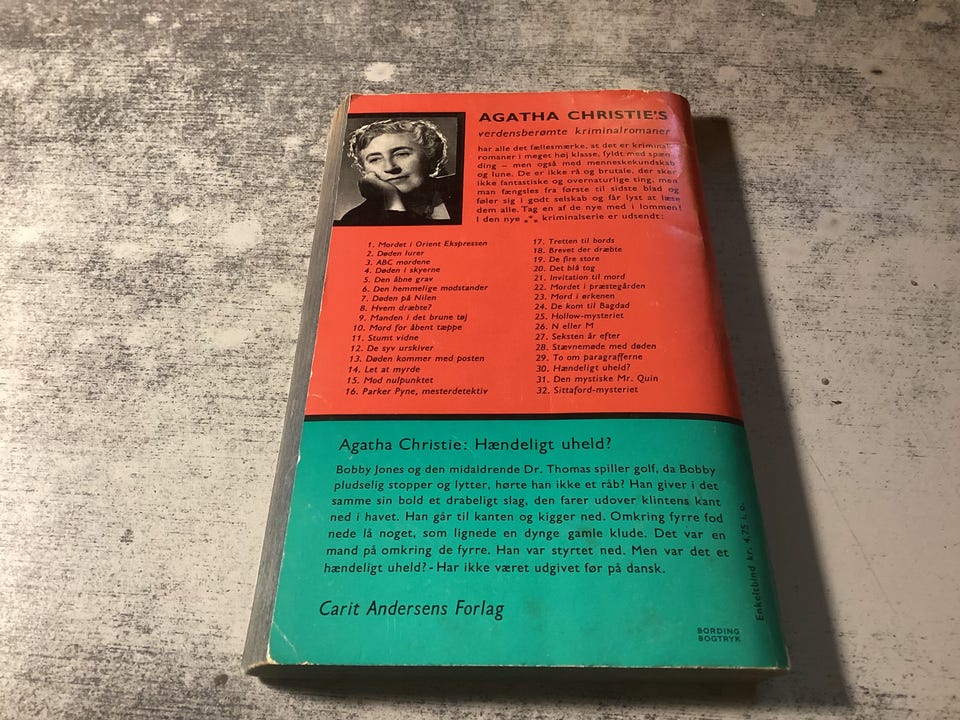 AGATHA CHRISTIE'S
verdensberømte kriminalromaner
har alle det fællesmærke, at det er kriminal-
romaner i meget høj klasse, fyldt med spæn-
ding – men også med menneskekundskab
og lune. De er ikke rå og brutale, der sker
ikke fantastiske og overnaturlige ting, men
man fængsles fra første til sidste blad og
føler sig i godt selskab og får lyst at læse
dem alle. Tag en af de nye med i lommen!
I den nye *** kriminalserie er udsendt:
1. Mordet i Orient Ekspressen
2. Døden lurer
3. ABC mordene
4. Døden i skyerne
5. Den åbne grav
6. Den hemmelige modstander
7. Døden på Nilen
8. Hvem dræbte?
9. Manden i det brune tøj
10. Mord for åbent tæppe
11. Stumt vidne
12. De syv urskiver
13. Døden kommer med posten
14. Let at myrde
15. Mod nulpunktet
16. Parker Pyne, mesterdetektiv
17. Tretten til bords
18. Brevet der dræbte
19. De fire store
20. Det blå tog
21. Invitation til mord
22. Mordet i præstegården
23. Mord i ørkenen
24. De kom til Bagdad
25. Hollow-mysteriet
26. N eller M
27. Seksten år efter
28. Stævnemøde med døden
29. To om paragrafferne
30. Hændeligt uheld?
31. Den mystiske Mr. Quin
32. Sittaford-mysteriet
Agatha Christie: Hændeligt uheld?
Bobby Jones og den midaldrende Dr. Thomas spiller golf, da Bobby
pludselig stopper og lytter, hørte han ikke et råb? Han giver i det
samme sin bold et drabeligt slag, den farer udover klintens kant
ned i havet. Han går til kanten og kigger ned. Omkring fyrre fod
nede lå noget, som lignede en dynge gamle klude. Det var en
mand på omkring de fyrre. Han var styrtet ned. Men var det et
hændeligt uheld? - Har ikke været udgivet før på dansk.
Carit Andersens Forlag
Enkeltbind kr. 4.75 i. o.
BORDING
BOGTRYK